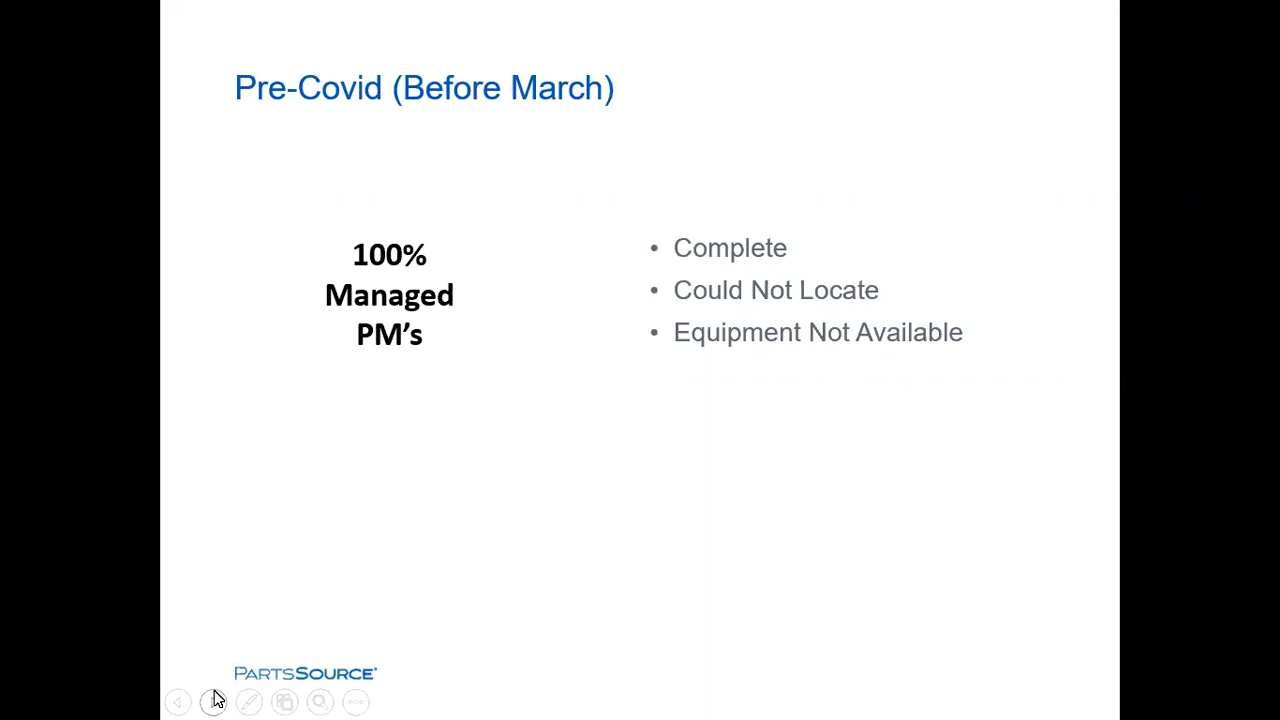 Pre-Covid (Before March)
100%
Managed
PM’s
• Complete
• Could Not Locate
• Equipment Not Available
PARTSSOURCE®